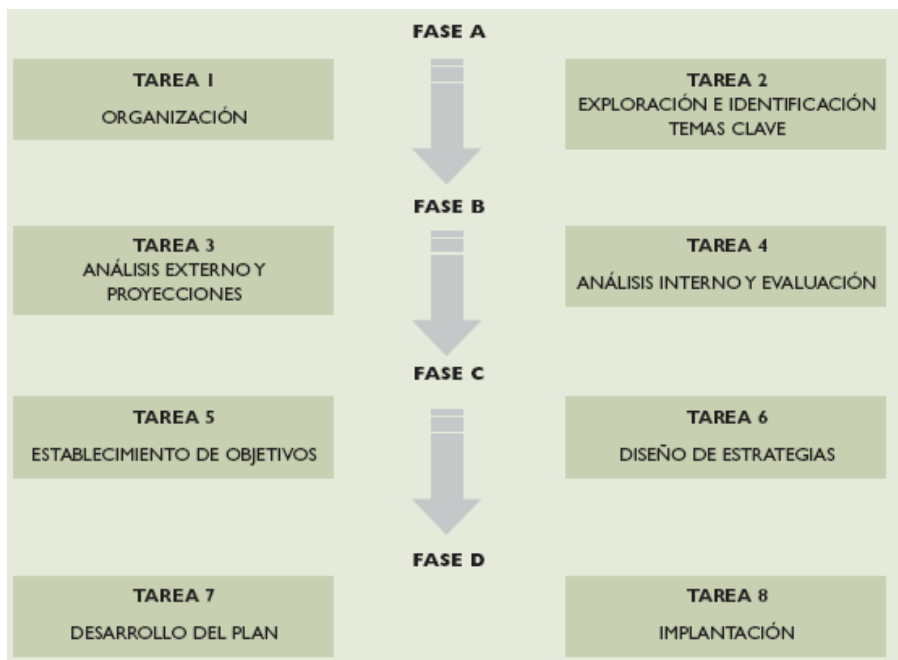 FASE A
TAREA 1
ORGANIZACIÓN
TAREA 2
EXPLORACIÓN E IDENTIFICACIÓN
TEMAS CLAVE
FASE B
TAREA 3
ANÁLISIS EXTERNO Y
PROYECCIONES
TAREA 4
ANÁLISIS INTERNO Y EVALUACIÓN
FASE C
TAREA 5
ESTABLECIMIENTO DE OBJETIVOS
TAREA 6
DISEÑO DE ESTRATEGIAS
FASE D
TAREA 7
DESARROLLO DEL PLAN
TAREA 8
IMPLANTACIÓN